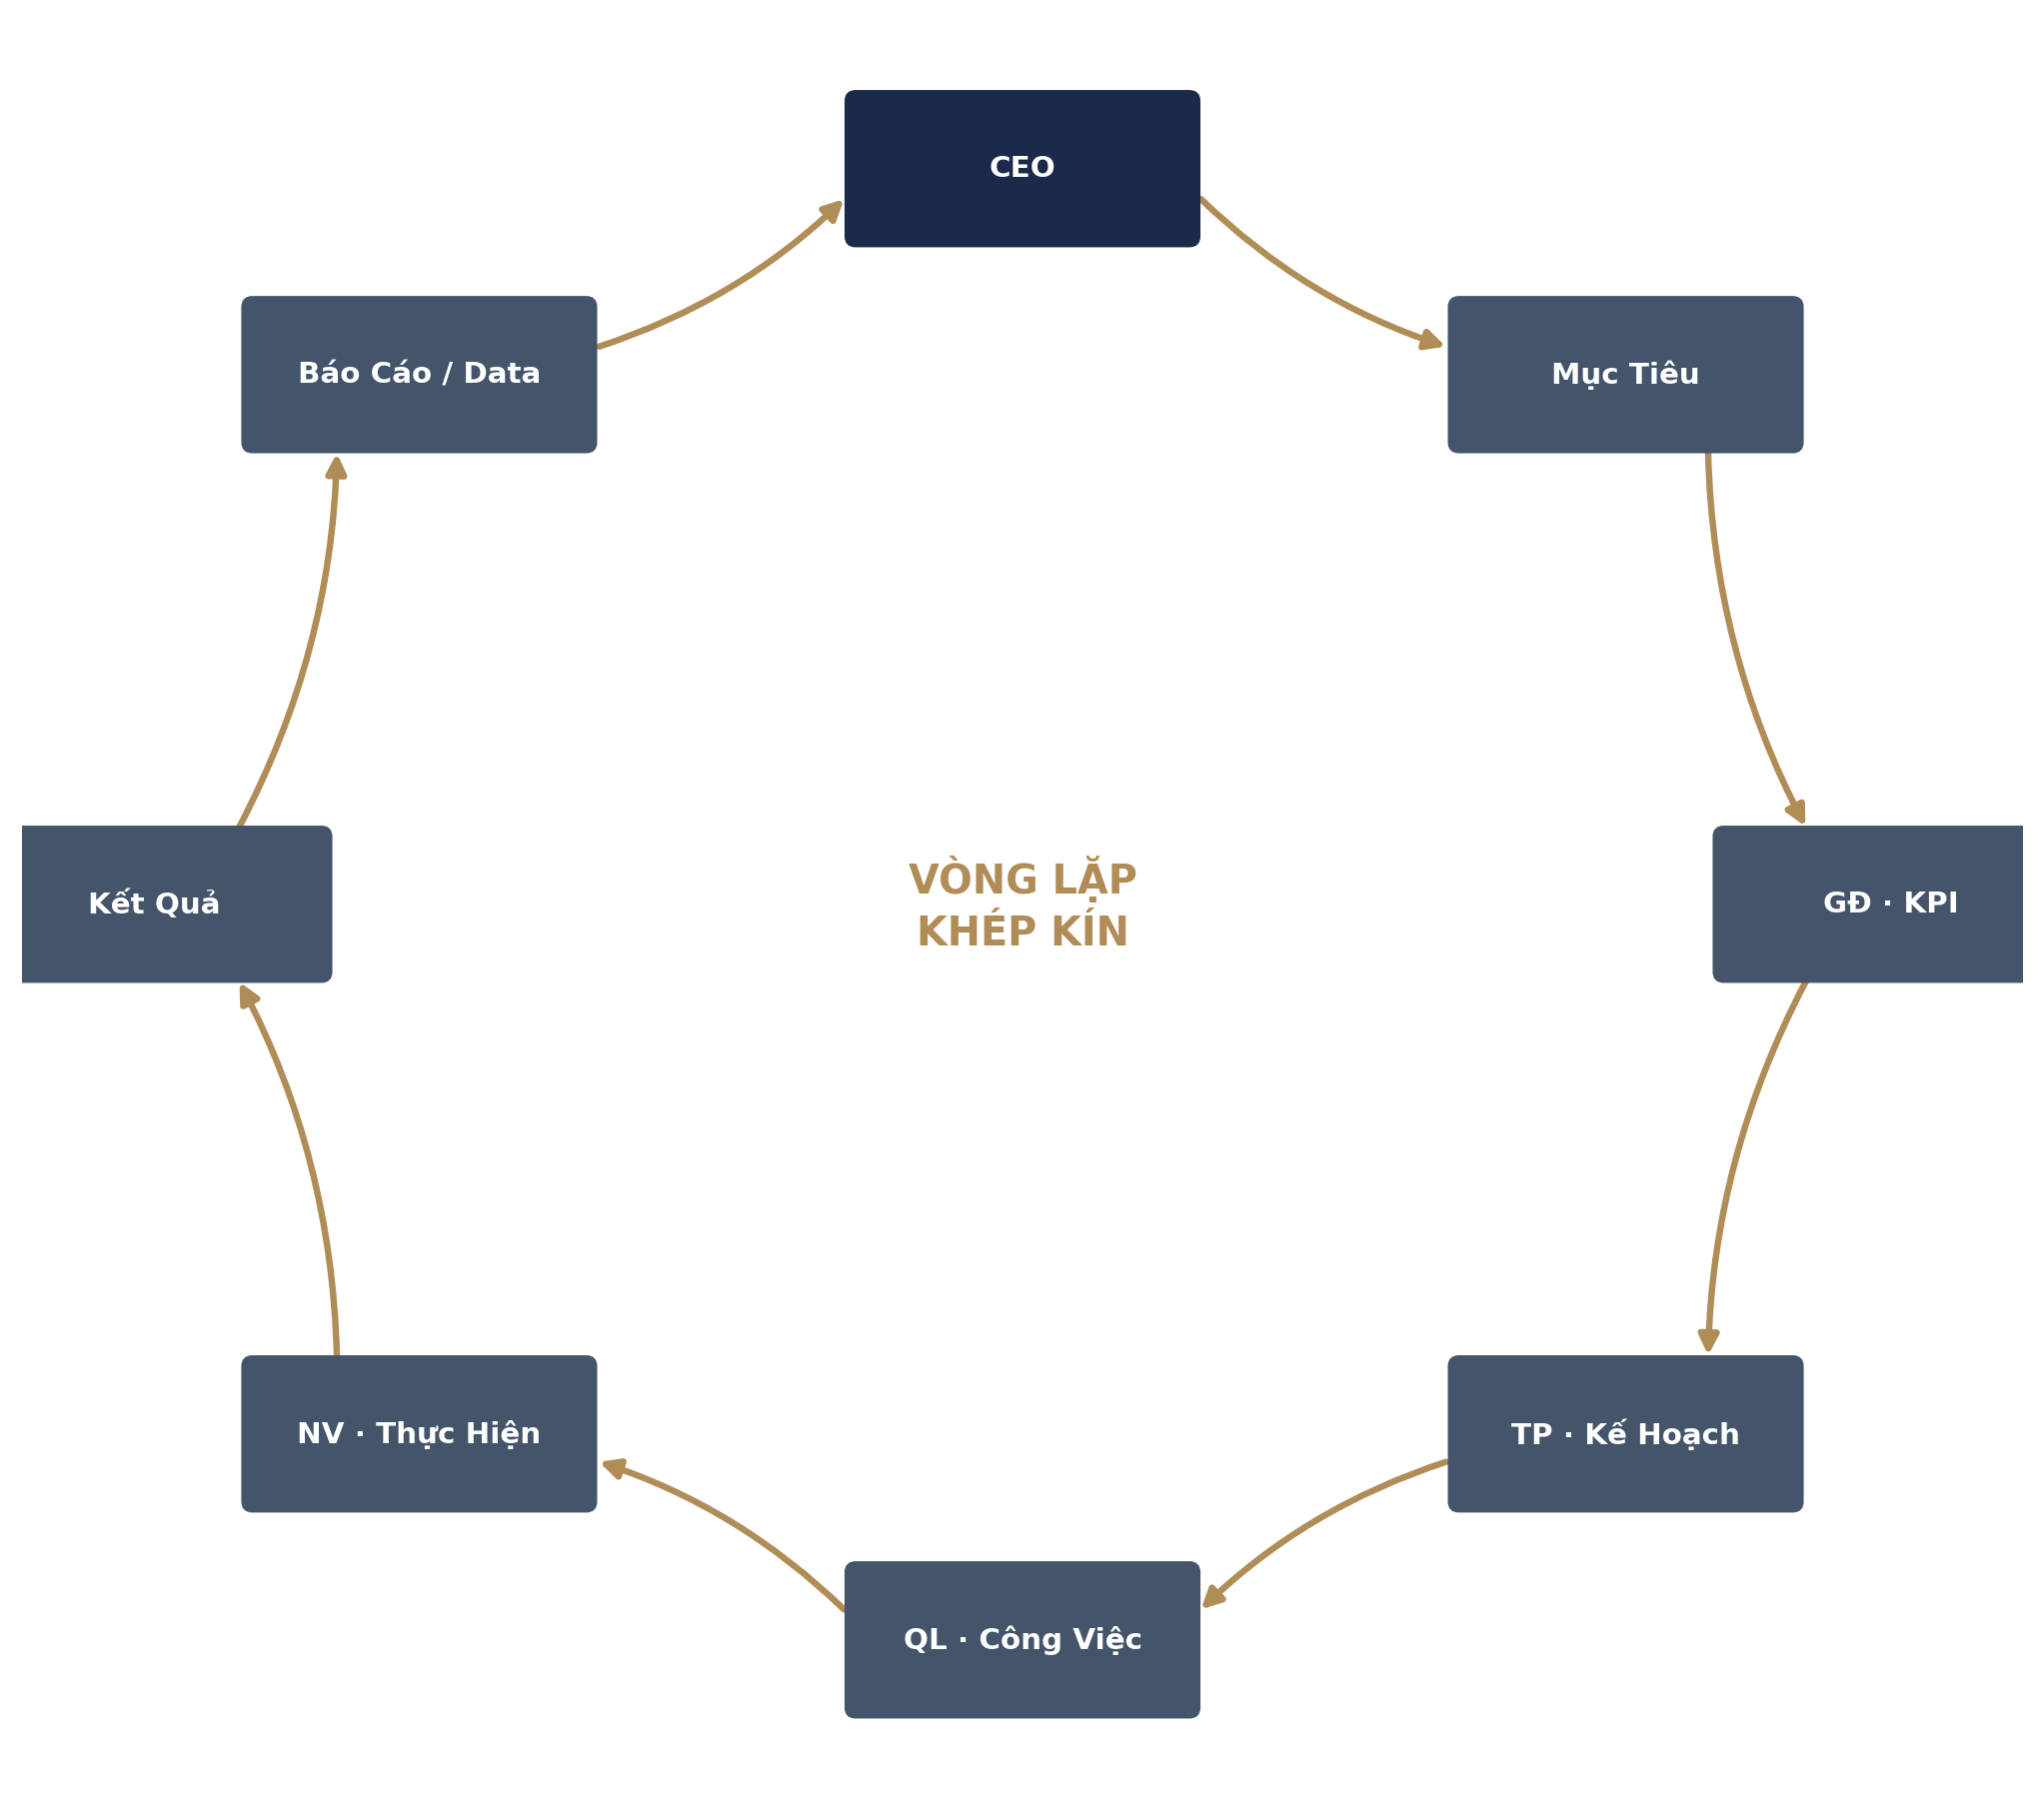 CEO
Báo Cáo / Data
Mục Tiêu
Kết Quả
VÒNG LẶP
KHÉP KÍN
GĐ · KPI
NV · Thực Hiện
TP · Kế Hoạch
QL · Công Việc